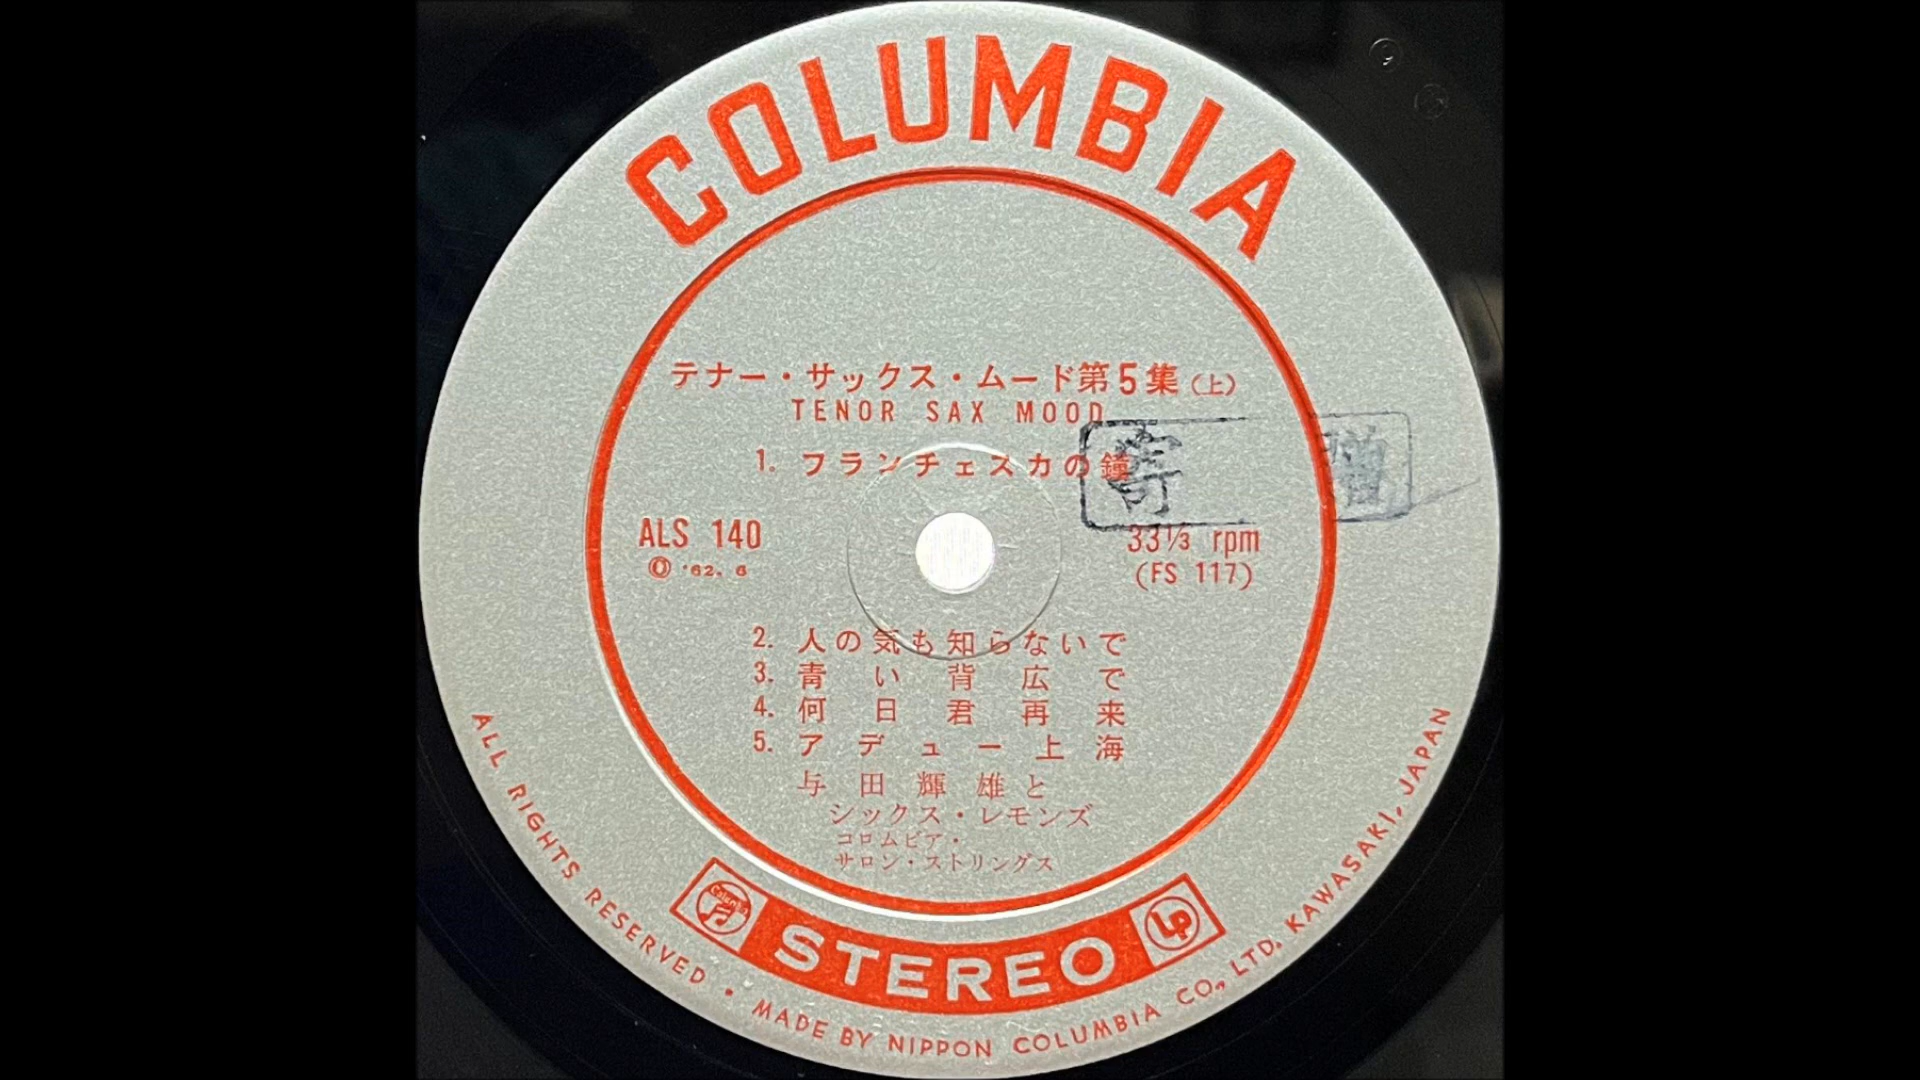 COLUMBIA
テナー・サックス・ムード第5集(上)
TENOR SAX MOOD
1. フランチェスカの鐘
寄贈
ALS 140
33⅓ rpm
Ⓞ '62. 6
(FS 117)
2. 人の気も知らないで
3. 青い背広で
4. 何日君再来
5. アデュー上海
与田輝雄と
シックス・レモンズ
コロムビア・
サロン・ストリングス
Columbia
STEREO
LP
ALL RIGHTS RESERVED • MADE BY NIPPON COLUMBIA CO., LTD. KAWASAKI, JAPAN